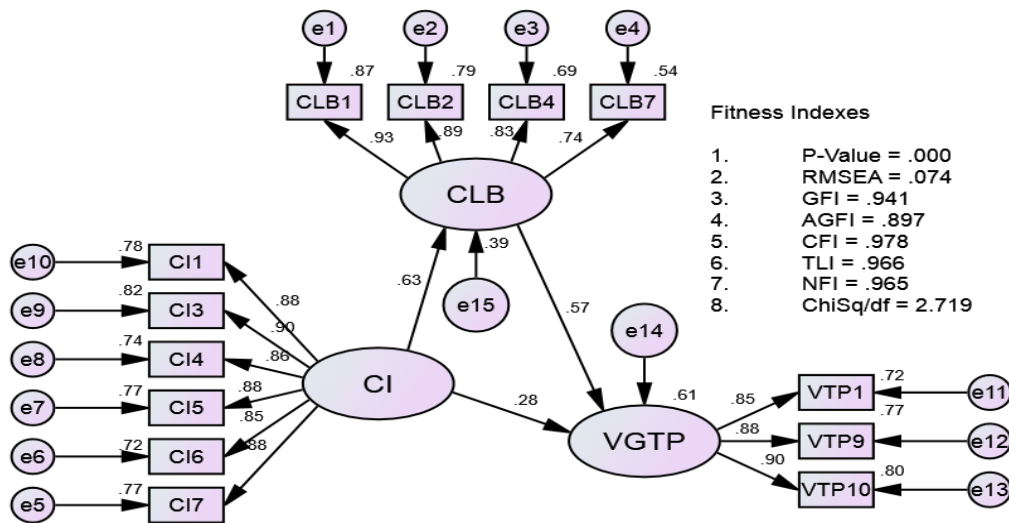 e1 e2 e3 e4
.87 .79 .69 .54
CLB1 CLB2 CLB4 CLB7
.93 .89 .83 .74
CLB
.39
e15
.63
.57
Fitness Indexes
1. P-Value = .000
2. RMSEA = .074
3. GFI = .941
4. AGFI = .897
5. CFI = .978
6. TLI = .966
7. NFI = .965
8. ChiSq/df = 2.719
e10 .78 CI1 .88
e9 .82 CI3 .90
e8 .74 CI4 .86
e7 .77 CI5 .88
e6 .72 CI6 .85
e5 .77 CI7 .88
CI
.28
e14
.61
VGTP
.85 VTP1 .72 e11
.88 VTP9 .77 e12
.90 VTP10 .80 e13